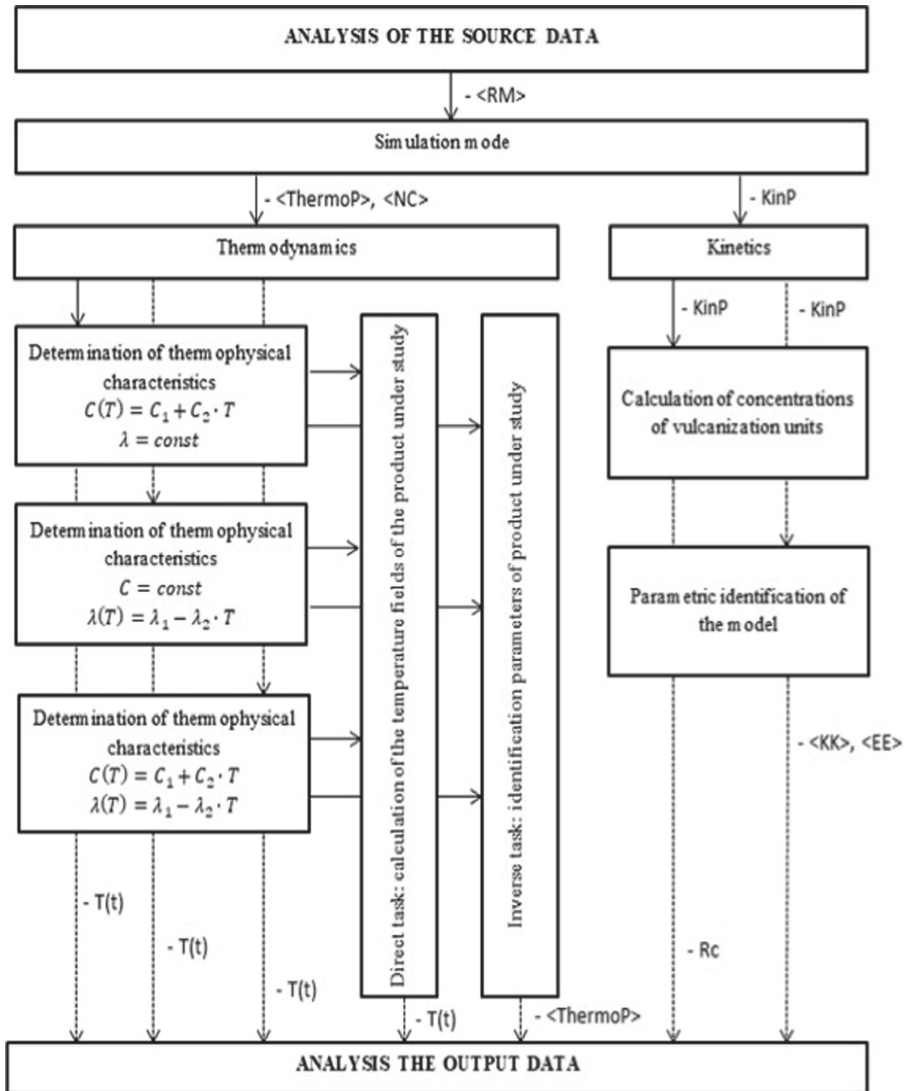 ANALYSIS OF THE SOURCE DATA
- <RM>
Simulation mode
- <ThermoP>, <NC>
- KinP
Thermodynamics
Kinetics
- KinP
- KinP
Determination of thermophysical
characteristics
C(T) = C₁ + C₂ · T
λ = const
Calculation of concentrations
of vulcanization units
Determination of thermophysical
characteristics
C = const
λ(T) = λ₁ − λ₂ · T
Parametric identification of
the model
Determination of thermophysical
characteristics
C(T) = C₁ + C₂ · T
λ(T) = λ₁ − λ₂ · T
Direct task: calculation of the temperature fields of the product under study
Inverse task: identification parameters of product under study
- <KK>, <EE>
- T(t)
- T(t)
- T(t)
- T(t)
- <ThermoP>
- Rc
ANALYSIS THE OUTPUT DATA